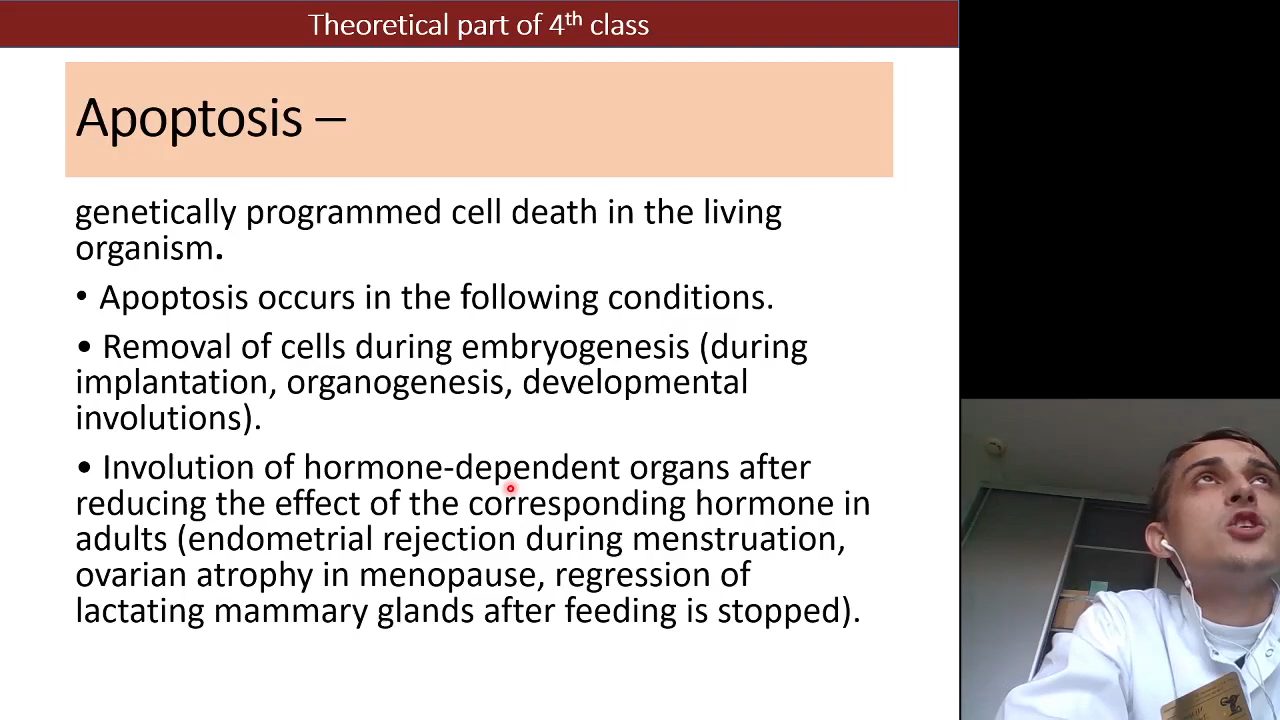 Theoretical part of 4th class
Apoptosis –
genetically programmed cell death in the living
organism.
• Apoptosis occurs in the following conditions.
• Removal of cells during embryogenesis (during
implantation, organogenesis, developmental
involutions).
• Involution of hormone-dependent organs after
reducing the effect of the corresponding hormone in
adults (endometrial rejection during menstruation,
ovarian atrophy in menopause, regression of
lactating mammary glands after feeding is stopped).